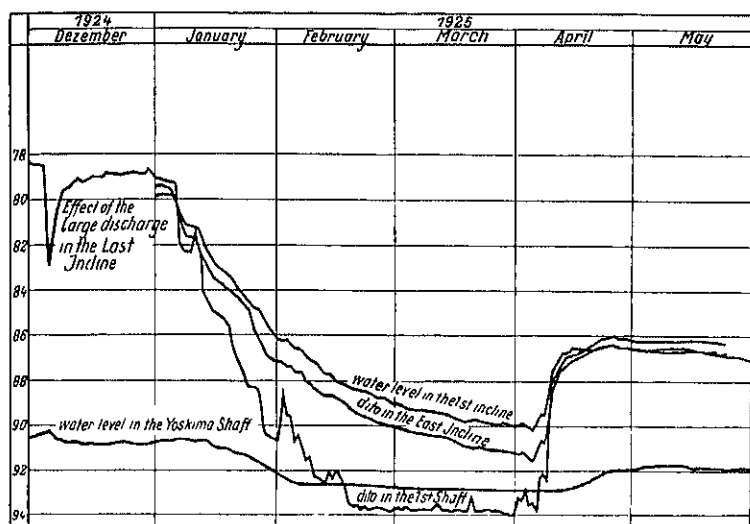 1924 1925
Dezember January February March April May
78
80
82
84
86
88
90
92
94
Effect of the
large discharge
in the Last
Incline
water level in the 1st incline
dito in the East Incline
water level in the Yoskima Shaft
dito in the 1st Shaft